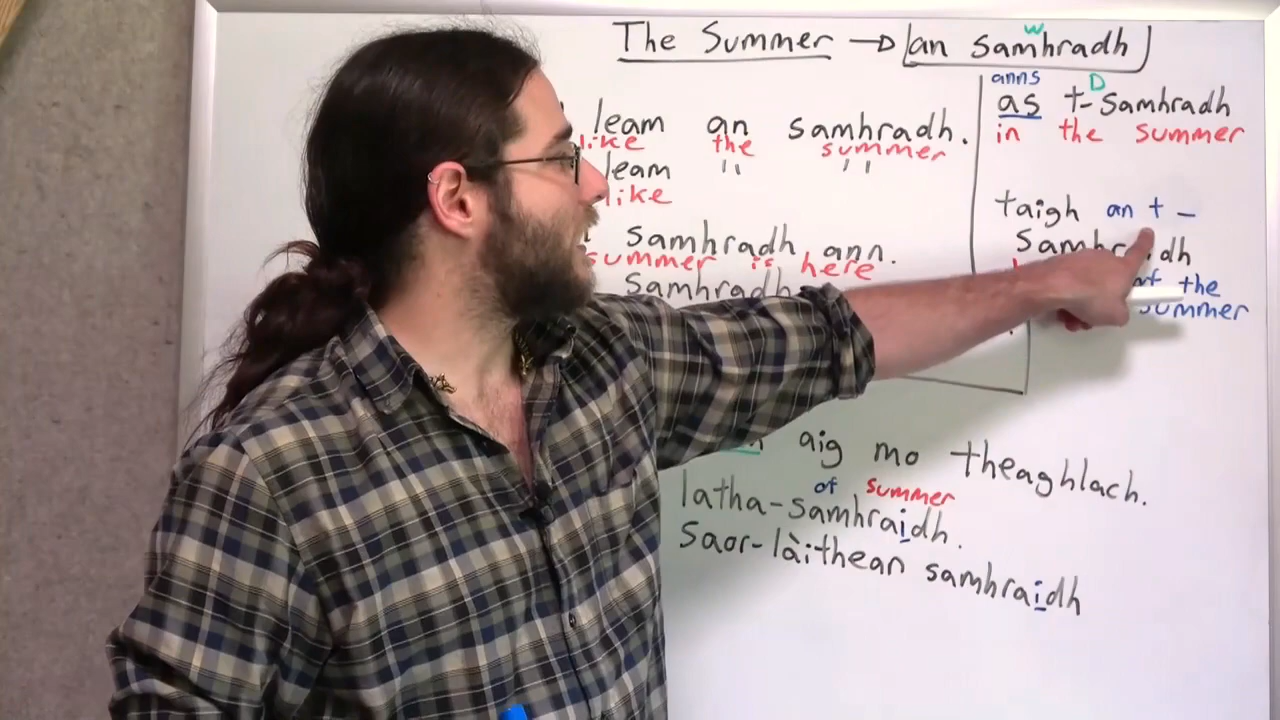 The Summer → an samhradh
w
leam an samhradh.
like the summer
leam " "
like
samhradh ann.
summer is here
samhradh
anns
D
as t-samhradh
in the summer
taigh an t-
samhraidh
of the
summer
aig mo theaghlach.
of summer
latha-samhraidh.
Saor-làithean samhraidh